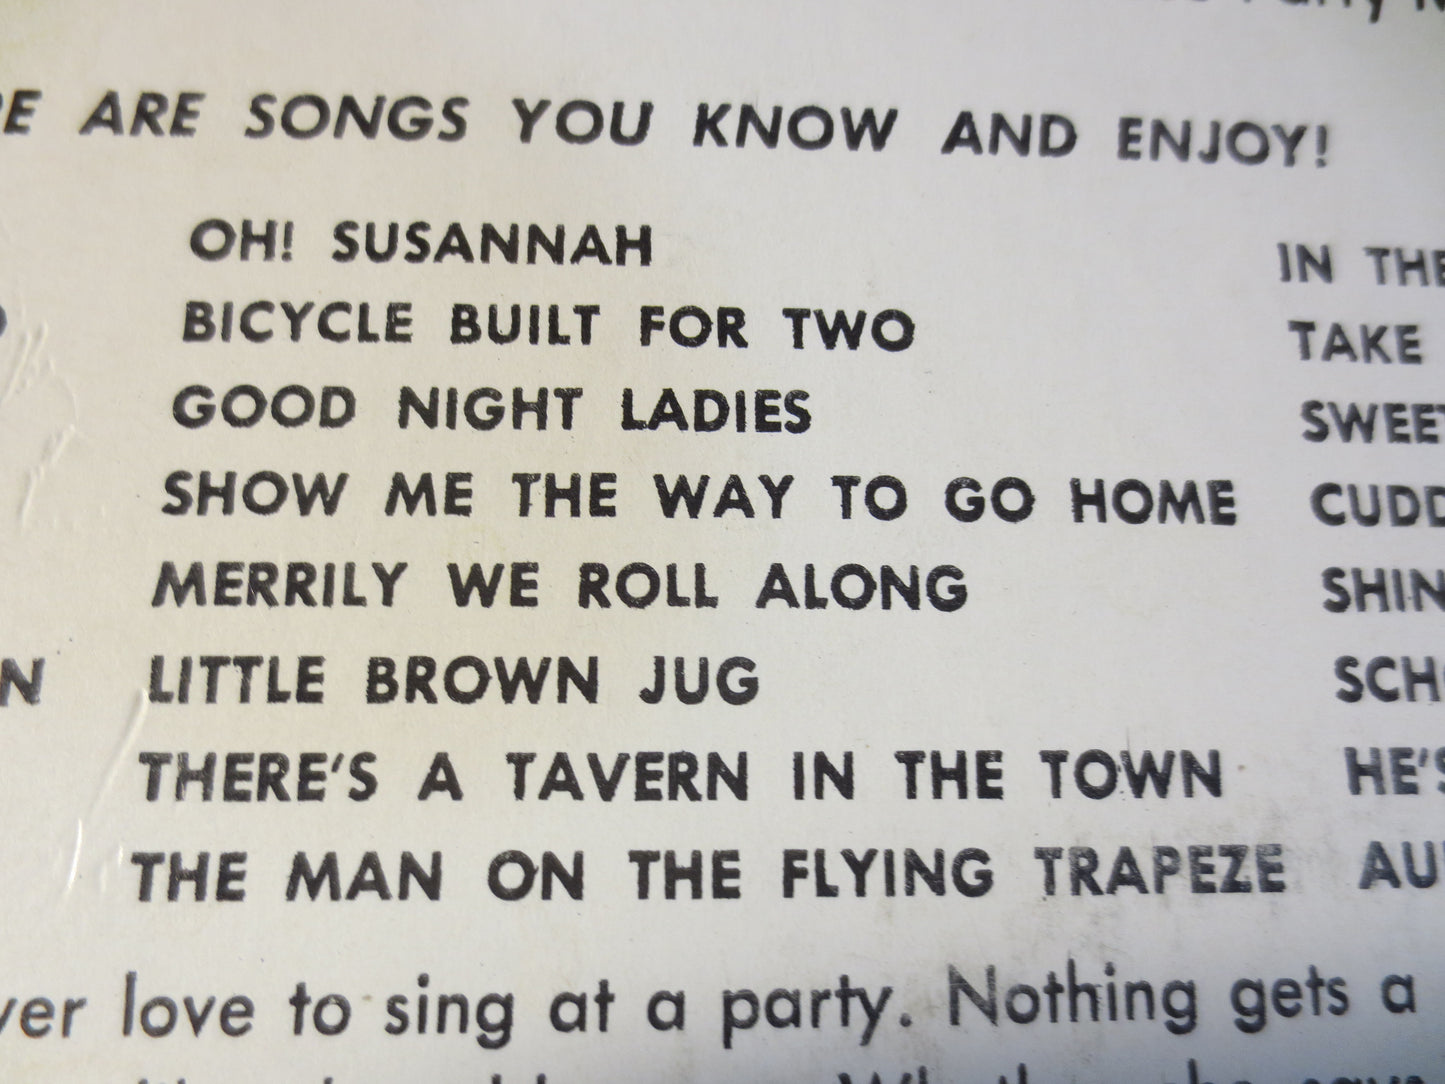 ARE SONGS YOU KNOW AND ENJOY!
OH! SUSANNAH IN THE
BICYCLE BUILT FOR TWO TAKE
GOOD NIGHT LADIES SWEET
SHOW ME THE WAY TO GO HOME CUDD
MERRILY WE ROLL ALONG SHIN
N LITTLE BROWN JUG SCH
THERE'S A TAVERN IN THE TOWN HE'S
THE MAN ON THE FLYING TRAPEZE AU
ver love to sing at a party. Nothing gets a